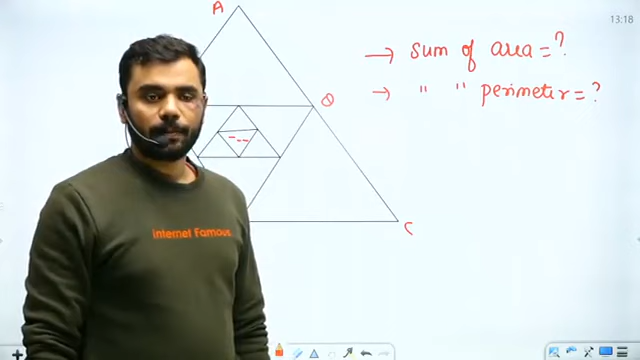 A
13:18
→ sum of area = ?
Q
→ " " perimeter = ?
C
internet Famous